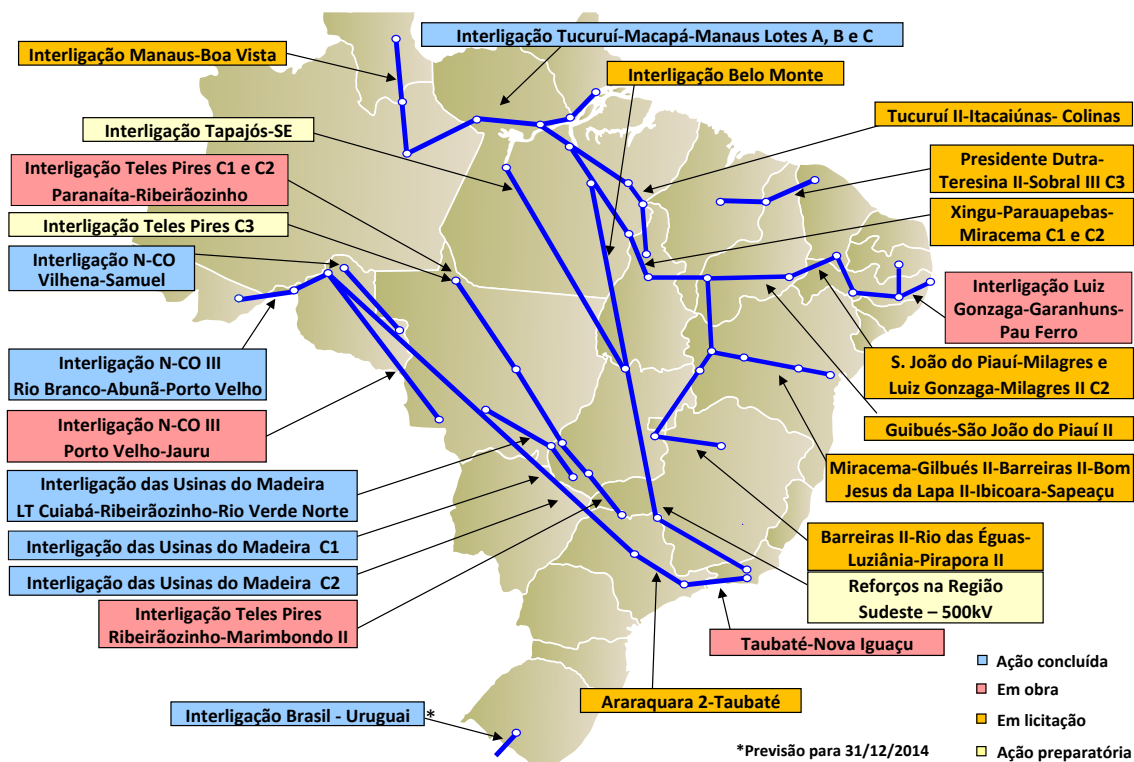 Interligação Tucuruí-Macapá-Manaus Lotes A, B e C
Interligação Manaus-Boa Vista
Interligação Belo Monte
Interligação Tapajós-SE
Tucuruí II-Itacaiúnas- Colinas
Interligação Teles Pires C1 e C2
Paranaíta-Ribeirãozinho
Presidente Dutra-
Teresina II-Sobral III C3
Interligação Teles Pires C3
Xingu-Parauapebas-
Miracema C1 e C2
Interligação N-CO
Vilhena-Samuel
Interligação Luiz
Gonzaga-Garanhuns-
Pau Ferro
Interligação N-CO III
Rio Branco-Abunã-Porto Velho
S. João do Piauí-Milagres e
Luiz Gonzaga-Milagres II C2
Interligação N-CO III
Porto Velho-Jauru
Guibués-São João do Piauí II
Miracema-Gilbués II-Barreiras II-Bom
Jesus da Lapa II-Ibicoara-Sapeaçu
Interligação das Usinas do Madeira
LT Cuiabá-Ribeirãozinho-Rio Verde Norte
Interligação das Usinas do Madeira C1
Barreiras II-Rio das Éguas-
Luziânia-Pirapora II
Interligação das Usinas do Madeira C2
Reforços na Região
Sudeste – 500kV
Interligação Teles Pires
Ribeirãozinho-Marimbondo II
Taubaté-Nova Iguaçu
Ação concluída
Em obra
Araraquara 2-Taubaté
Interligação Brasil - Uruguai *
Em licitação
*Previsão para 31/12/2014
Ação preparatória